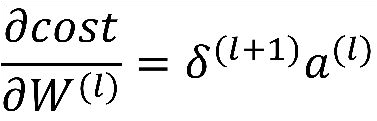 ∂cost
∂W⁽ˡ⁾ = δ⁽ˡ⁺¹⁾a⁽ˡ⁾